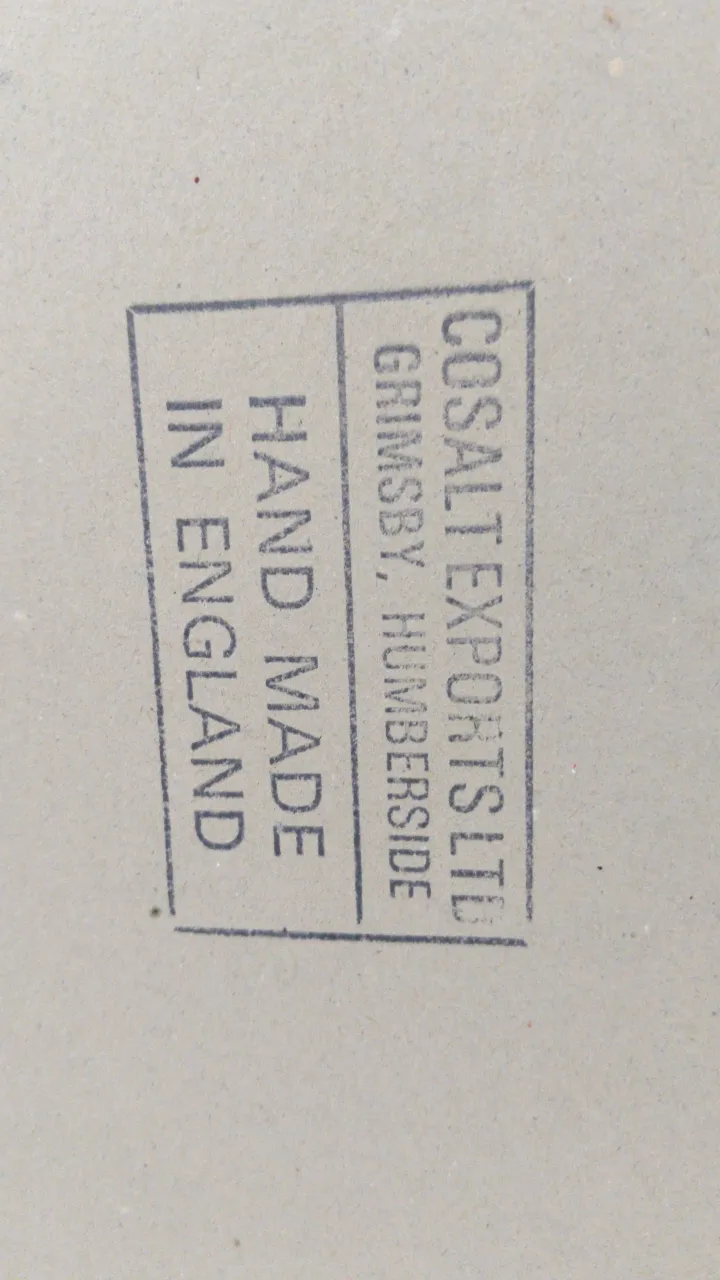 COSALT EXPORTS LTD
GRIMSBY, HUMBERSIDE
HAND MADE
IN ENGLAND